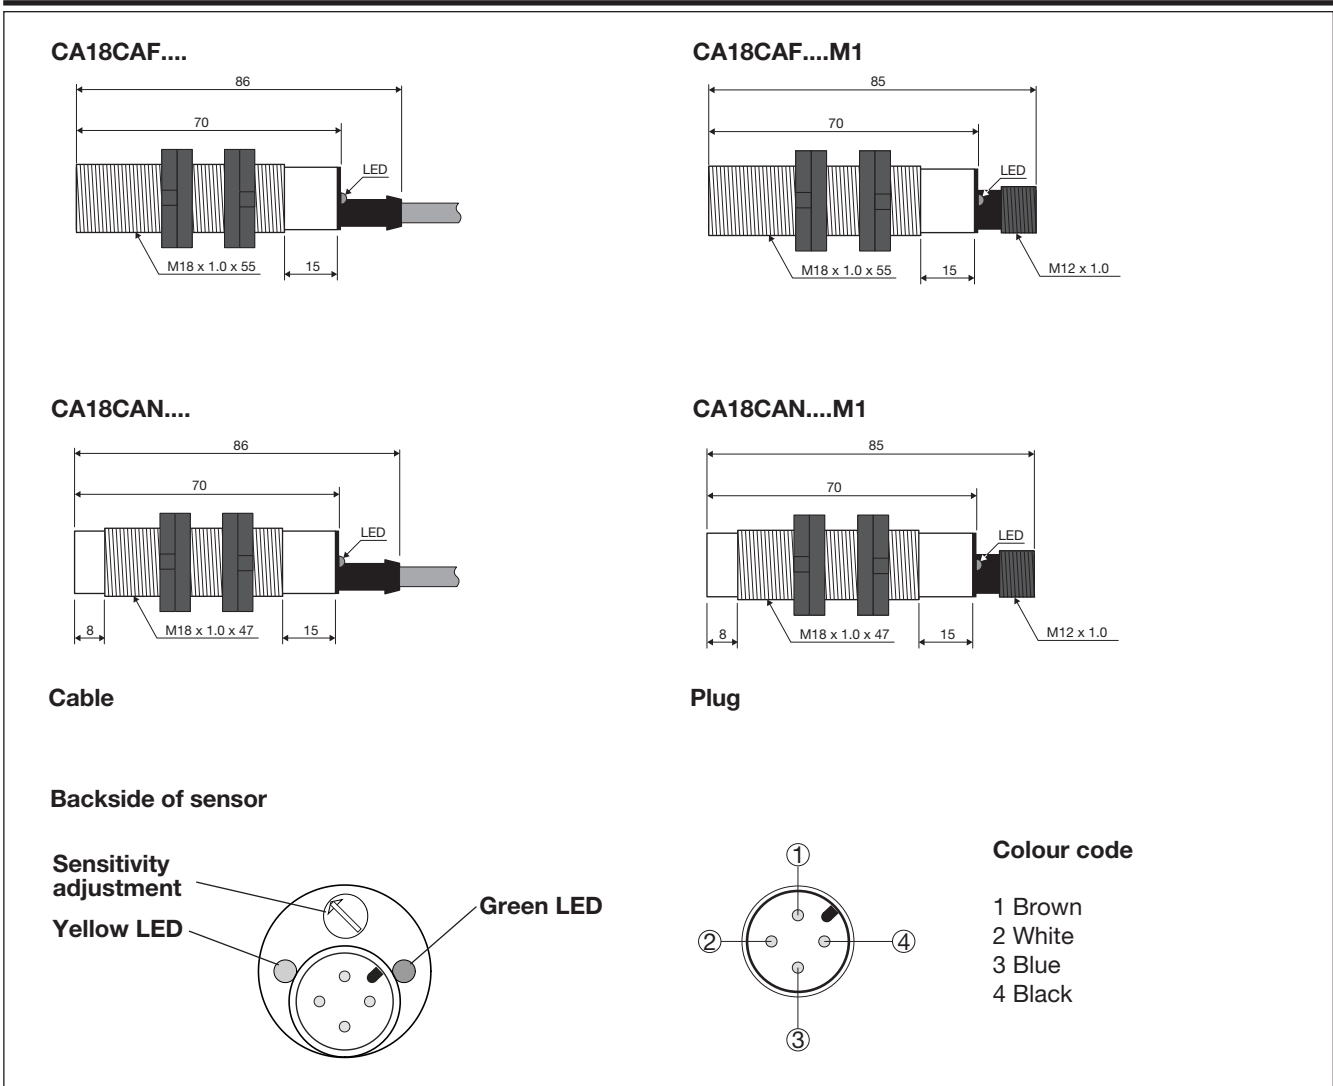 CA18CAF....
86
70
LED
M18 x 1.0 x 55
15
CA18CAF....M1
85
70
LED
M18 x 1.0 x 55
15
M12 x 1.0
CA18CAN....
86
70
LED
8
M18 x 1.0 x 47
15
CA18CAN....M1
85
70
LED
8
M18 x 1.0 x 47
15
M12 x 1.0
Cable
Plug
Backside of sensor
Sensitivity
adjustment
Yellow LED
Green LED
1
2
4
3
Colour code
1 Brown
2 White
3 Blue
4 Black